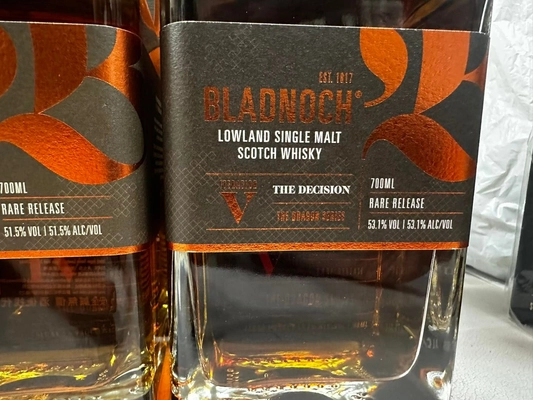 700ML
RARE RELEASE
51.5% VOL | 51.5% ALC/VOL
EST. 1817
BLADNOCH®
LOWLAND SINGLE MALT
SCOTCH WHISKY
V
THE DECISION
THE DRAGON SERIES
700ML
RARE RELEASE
53.1% VOL | 53.1% ALC/VOL